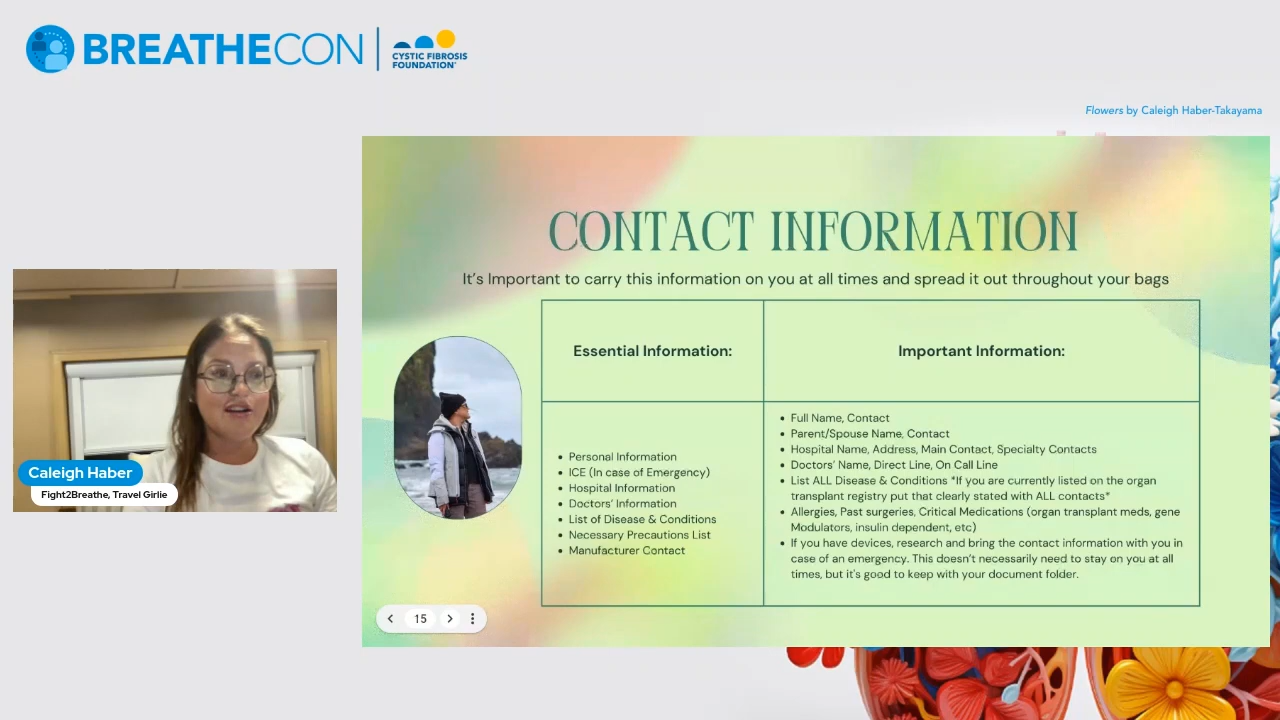 BREATHECON
CYSTIC FIBROSIS
FOUNDATION
Flowers by Caleigh Haber-Takayama
CONTACT INFORMATION
It's Important to carry this information on you at all times and spread it out throughout your bags
Essential Information:
Important Information:
• Personal Information
• ICE (In case of Emergency)
• Hospital Information
• Doctors' Information
• List of Disease & Conditions
• Necessary Precautions List
• Manufacturer Contact
• Full Name, Contact
• Parent/Spouse Name, Contact
• Hospital Name, Address, Main Contact, Specialty Contacts
• Doctors' Name, Direct Line, On Call Line
• List ALL Disease & Conditions *If you are currently listed on the organ
transplant registry put that clearly stated with ALL contacts*
• Allergies, Past surgeries, Critical Medications (organ transplant meds, gene
Modulators, insulin dependent, etc)
• If you have devices, research and bring the contact information with you in
case of an emergency. This doesn't necessarily need to stay on you at all
times, but it's good to keep with your document folder.
Caleigh Haber
Fight2Breathe, Travel Girlie
15